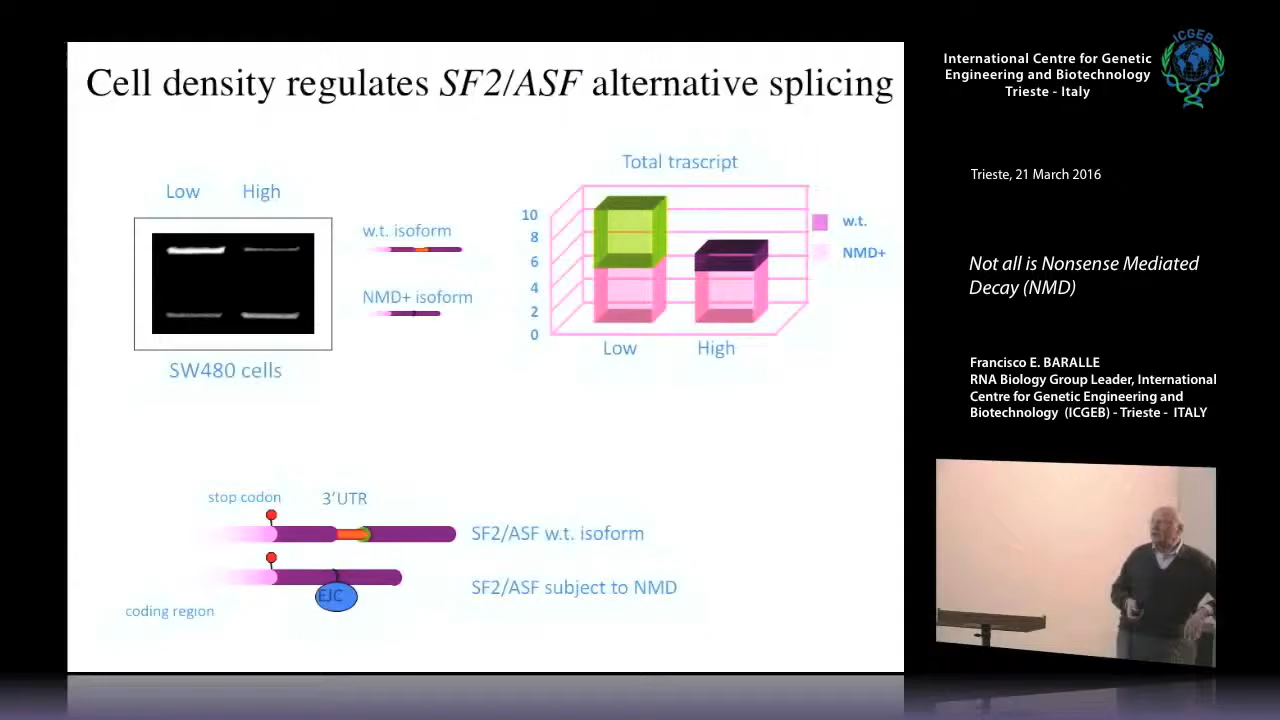 Cell density regulates SF2/ASF alternative splicing
Low
High
w.t. isoform
NMD+ isoform
SW480 cells
Total trascript
10
8
6
4
2
0
Low
High
w.t.
NMD+
stop codon
3'UTR
SF2/ASF w.t. isoform
EJC
SF2/ASF subject to NMD
coding region
International Centre for Genetic
Engineering and Biotechnology
Trieste - Italy
ICGEB
Trieste, 21 March 2016
Not all is Nonsense Mediated
Decay (NMD)
Francisco E. BARALLE
RNA Biology Group Leader, International
Centre for Genetic Engineering and
Biotechnology (ICGEB) - Trieste - ITALY